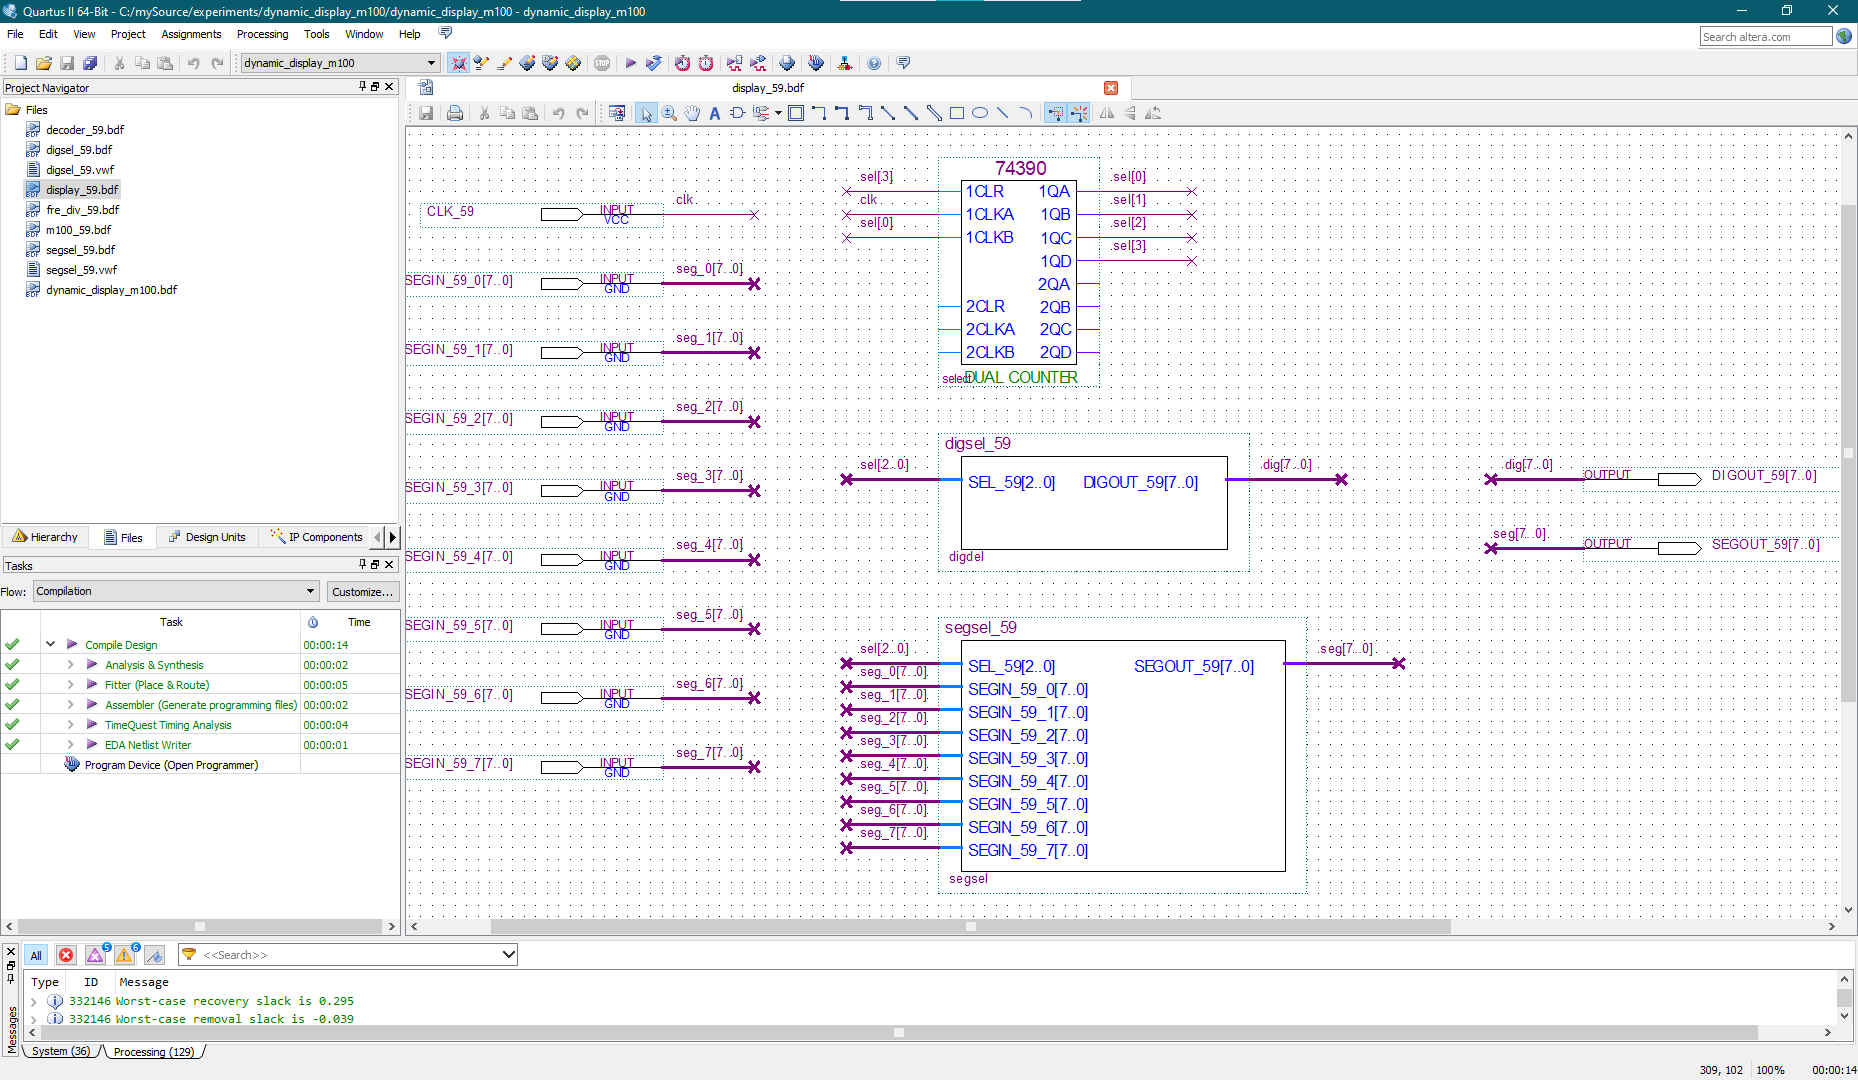 Quartus II 64-Bit - C:/mySource/experiments/dynamic_display_m100/dynamic_display_m100 - dynamic_display_m100
File Edit View Project Assignments Processing Tools Window Help
Search altera.com
dynamic_display_m100
STOP
Project Navigator
display_59.bdf
Files
decoder_59.bdf
digsel_59.bdf
digsel_59.vwf
display_59.bdf
fre_div_59.bdf
m100_59.bdf
segsel_59.bdf
segsel_59.vwf
dynamic_display_m100.bdf
Hierarchy Files Design Units IP Components
Tasks
Flow: Compilation Customize...
Task Time
Compile Design 00:00:14
Analysis & Synthesis 00:00:02
Fitter (Place & Route) 00:00:05
Assembler (Generate programming files) 00:00:02
TimeQuest Timing Analysis 00:00:04
EDA Netlist Writer 00:00:01
Program Device (Open Programmer)
CLK_59 INPUT VCC clk
SEGIN_59_0[7..0] INPUT GND seg_0[7..0]
SEGIN_59_1[7..0] INPUT GND seg_1[7..0]
SEGIN_59_2[7..0] INPUT GND seg_2[7..0]
SEGIN_59_3[7..0] INPUT GND seg_3[7..0]
SEGIN_59_4[7..0] INPUT GND seg_4[7..0]
SEGIN_59_5[7..0] INPUT GND seg_5[7..0]
SEGIN_59_6[7..0] INPUT GND seg_6[7..0]
SEGIN_59_7[7..0] INPUT GND seg_7[7..0]
74390
sel[3] 1CLR 1QA sel[0]
clk 1CLKA 1QB sel[1]
sel[0] 1CLKB 1QC sel[2]
1QD sel[3]
2QA
2CLR 2QB
2CLKA 2QC
2CLKB 2QD
select DUAL COUNTER
digsel_59
sel[2..0] SEL_59[2..0] DIGOUT_59[7..0] dig[7..0]
digdel
dig[7..0] OUTPUT DIGOUT_59[7..0]
seg[7..0] OUTPUT SEGOUT_59[7..0]
segsel_59
sel[2..0] SEL_59[2..0] SEGOUT_59[7..0] seg[7..0]
seg_0[7..0] SEGIN_59_0[7..0]
seg_1[7..0] SEGIN_59_1[7..0]
seg_2[7..0] SEGIN_59_2[7..0]
seg_3[7..0] SEGIN_59_3[7..0]
seg_4[7..0] SEGIN_59_4[7..0]
seg_5[7..0] SEGIN_59_5[7..0]
seg_6[7..0] SEGIN_59_6[7..0]
seg_7[7..0] SEGIN_59_7[7..0]
segsel
All 5 6 <<Search>>
Type ID Message
332146 Worst-case recovery slack is 0.295
332146 Worst-case removal slack is -0.039
Messages
System (36) Processing (129)
309, 102 100% 00:00:14